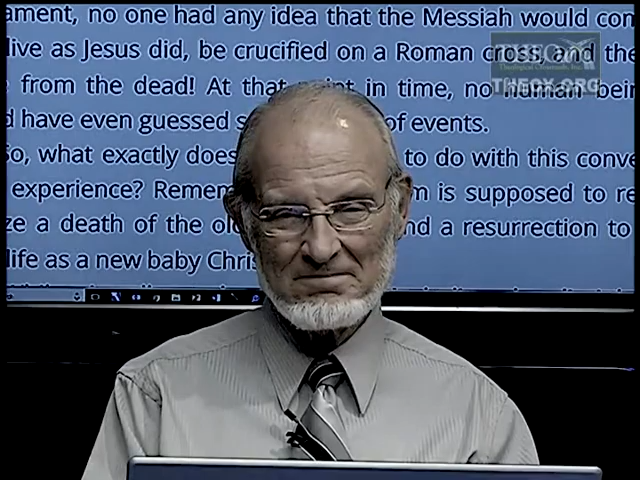 ament, no one had any idea that the Messiah would con
live as Jesus did, be crucified on a Roman cross, and the
from the dead! At that point in time, no human bein
d have even guessed s of events.
So, what exactly does to do with this conve
experience? Remem m is supposed to re
ze a death of the old nd a resurrection to
life as a new baby Chris
THEOX
THEOX.ORG